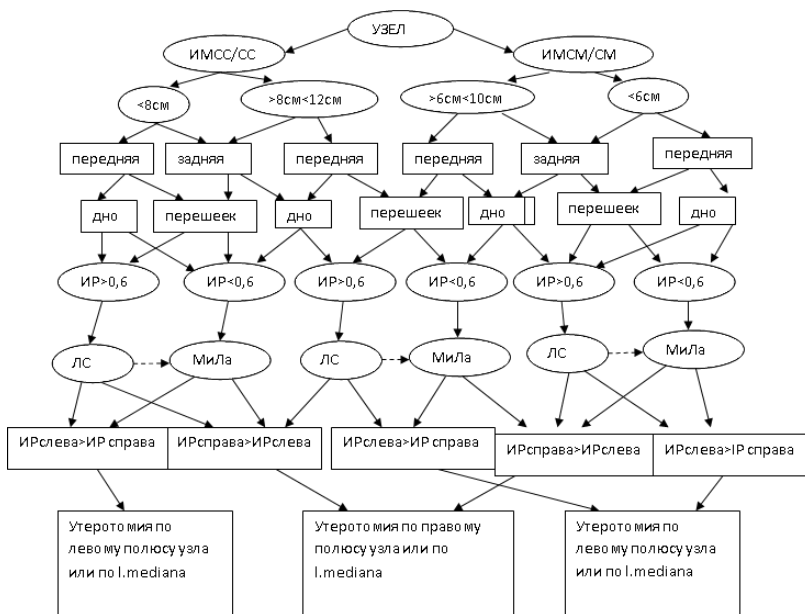 УЗЕЛ
ИМСС/СС
ИМСМ/СМ
<8см
>8см<12см
>6см<10см
<6см
передняя
задняя
передняя
передняя
задняя
передняя
дно
перешеек
дно
перешеек
дно
перешеек
дно
ИР>0,6
ИР<0,6
ИР>0,6
ИР<0,6
ИР>0,6
ИР<0,6
ЛС
МиЛа
ЛС
МиЛа
ЛС
МиЛа
ИРслева>ИР справа
ИРсправа>ИРслева
ИРслева>ИР справа
ИРсправа>ИРслева
ИРслева>IР справа
Утеротомия по
левому полюсу узла
или по l.mediana
Утеротомия по правому
полюсу узла или по
l.mediana
Утеротомия по
левому полюсу узла
или по l.mediana